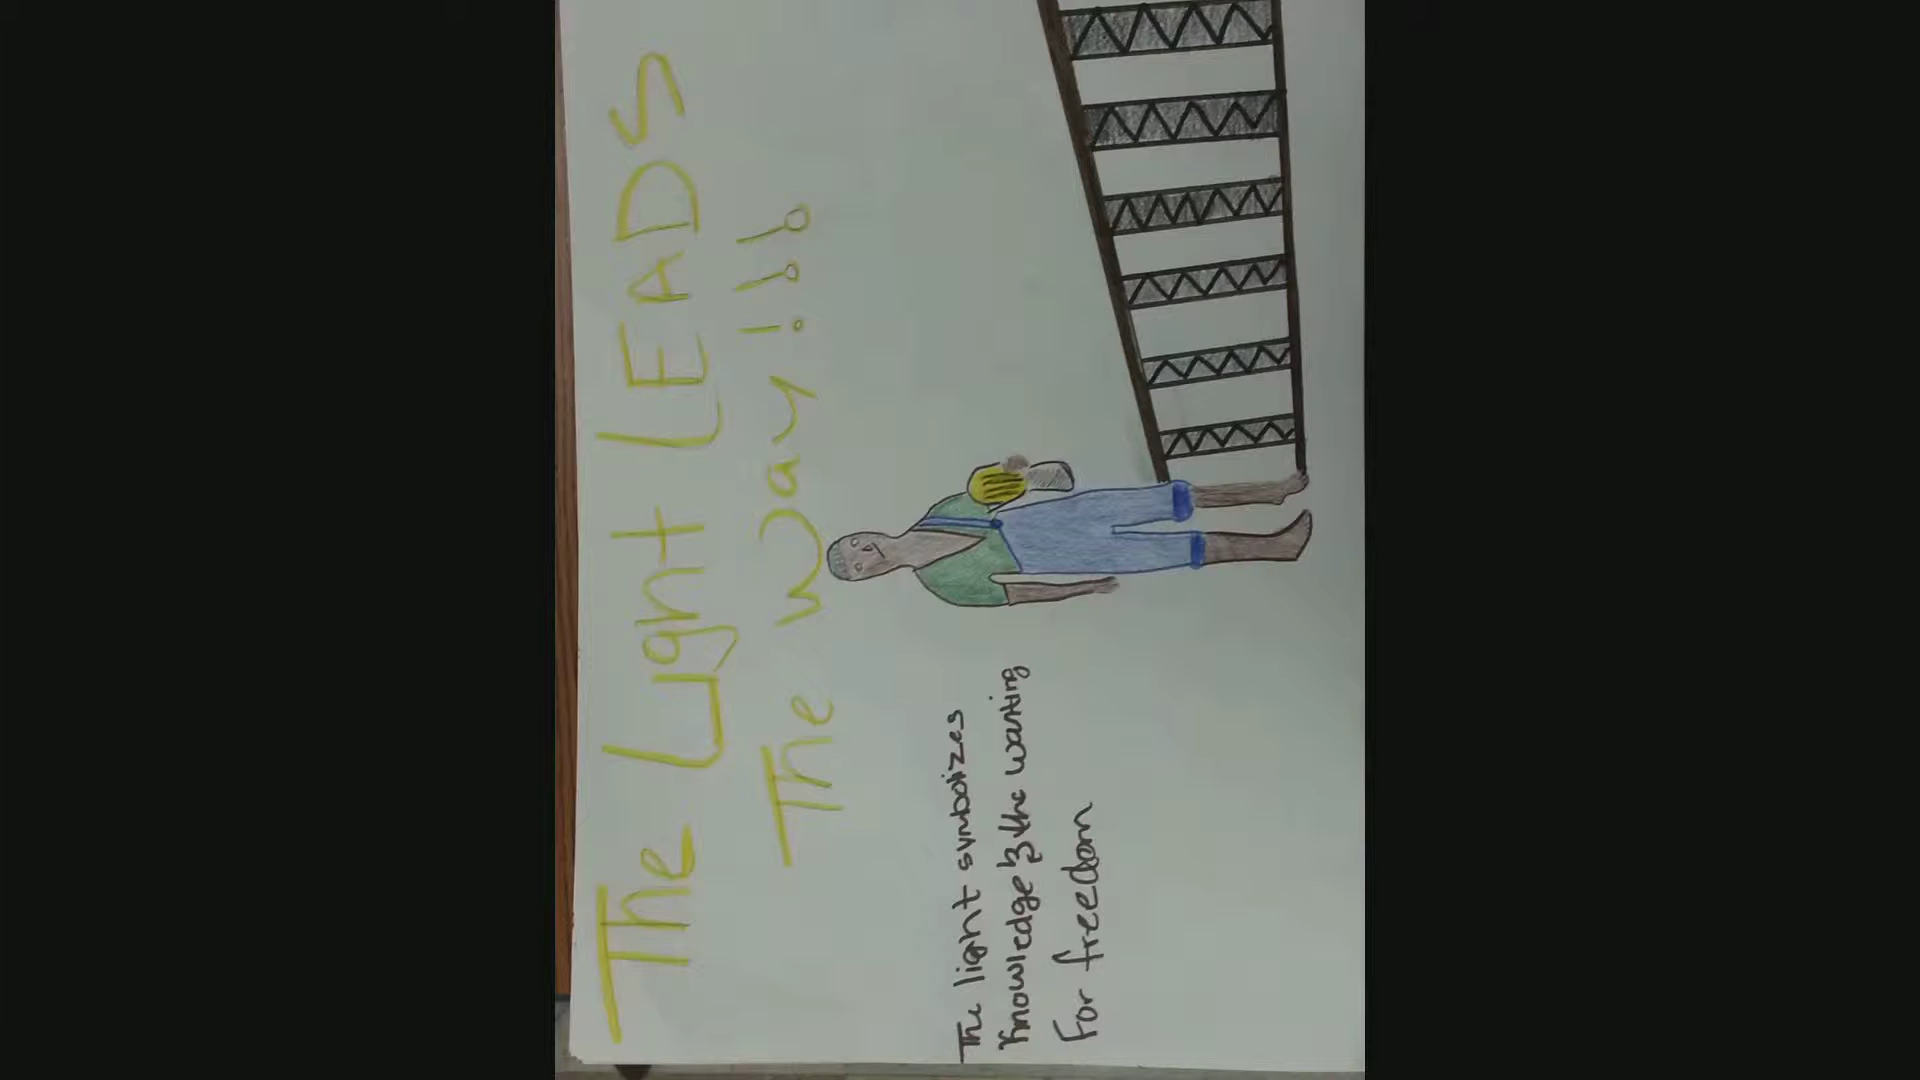 The Light LEADS
The way!!!
The light symbolizes
Knowledge & the wanting
For freedom